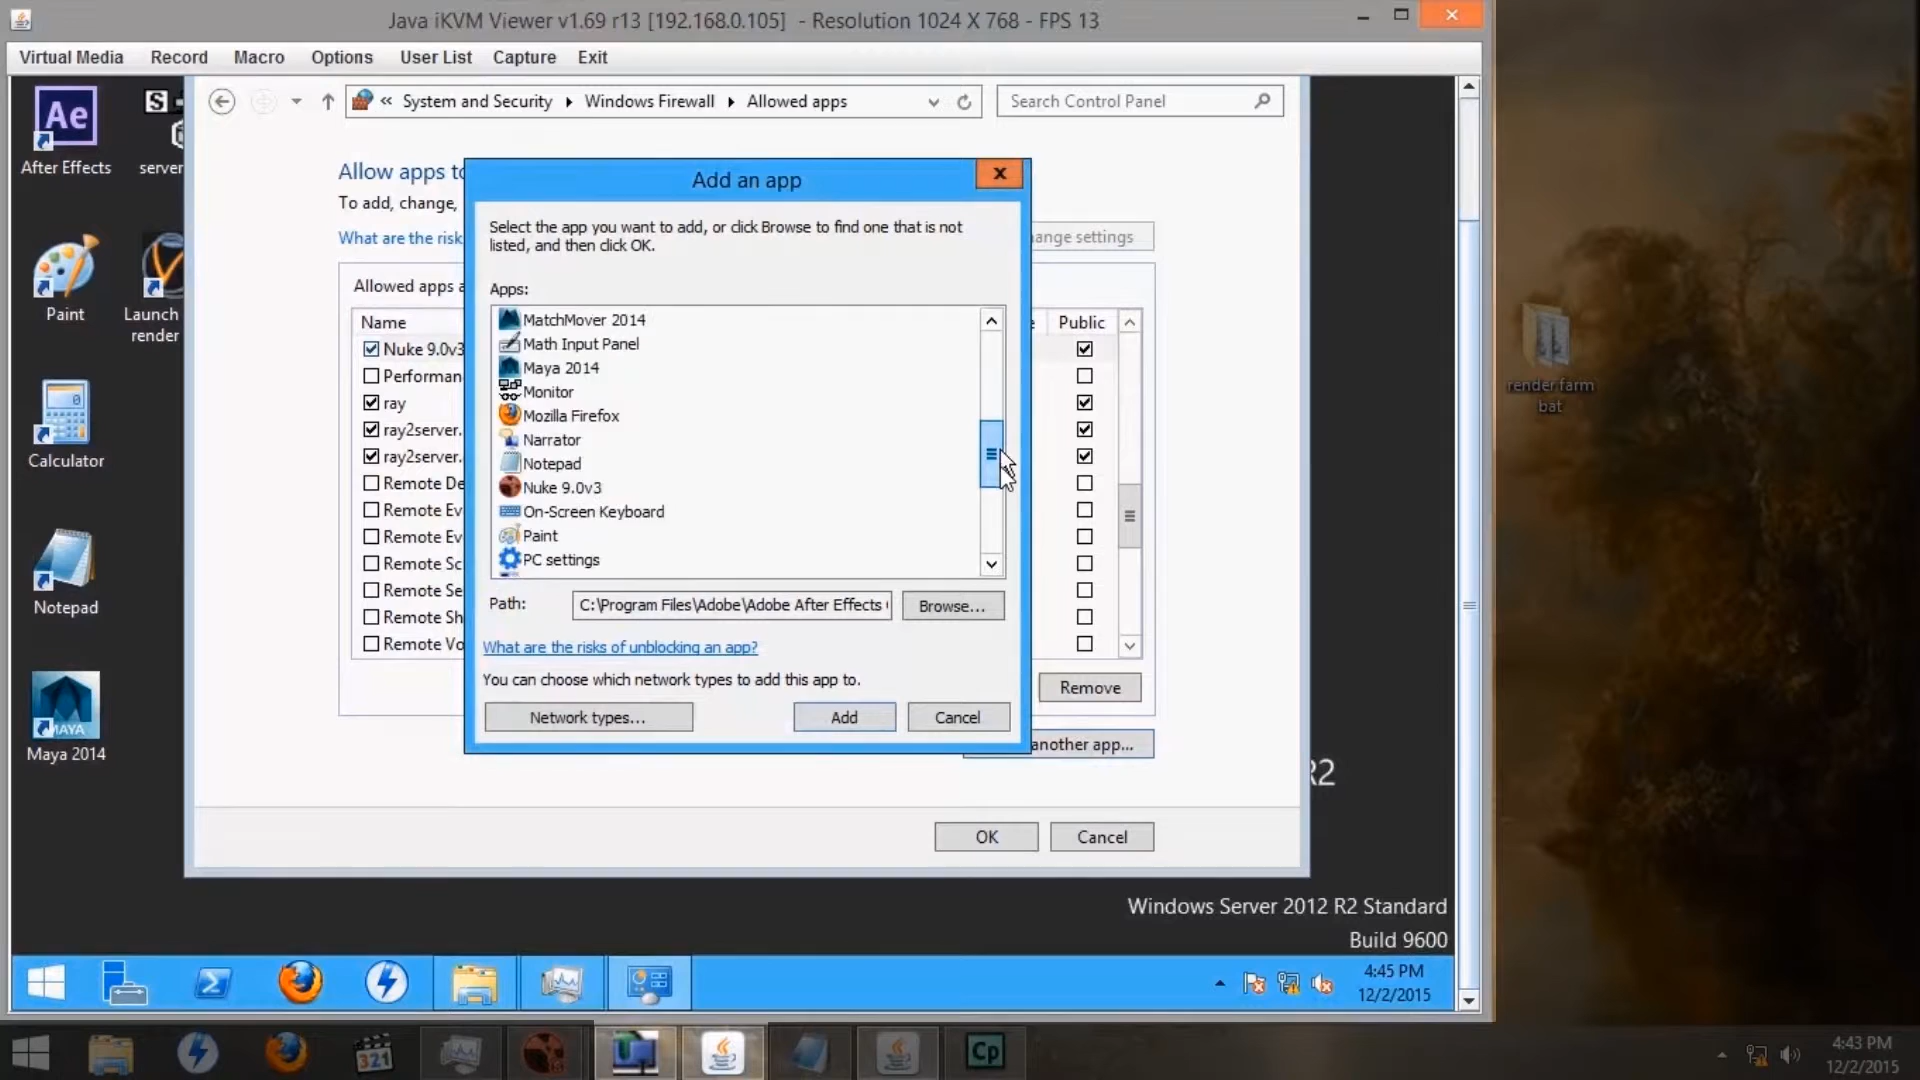 Java iKVM Viewer v1.69 r13 [192.168.0.105] - Resolution 1024 X 768 - FPS 13
Virtual Media Record Macro Options User List Capture Exit
« System and Security Windows Firewall Allowed apps
Search Control Panel
Ae
After Effects
S
server
Paint
Launch
render
Calculator
Notepad
MAYA
Maya 2014
Allow apps to
To add, change,
What are the risk
ange settings
Allowed apps a
Name
e
Public
Nuke 9.0v3
Performan
ray
ray2server.
ray2server.
Remote De
Remote Ev
Remote Ev
Remote Sc
Remote Se
Remote Sh
Remote Vo
Remove
another app...
OK
Cancel
Add an app
x
Select the app you want to add, or click Browse to find one that is not
listed, and then click OK.
Apps:
MatchMover 2014
Math Input Panel
Maya 2014
Monitor
Mozilla Firefox
Narrator
Notepad
Nuke 9.0v3
On-Screen Keyboard
Paint
PC settings
Path:
C:\Program Files\Adobe\Adobe After Effects
Browse...
What are the risks of unblocking an app?
You can choose which network types to add this app to.
Network types...
Add
Cancel
R2
Windows Server 2012 R2 Standard
Build 9600
4:45 PM
12/2/2015
render farm
bat
321
Cp
4:43 PM
12/2/2015